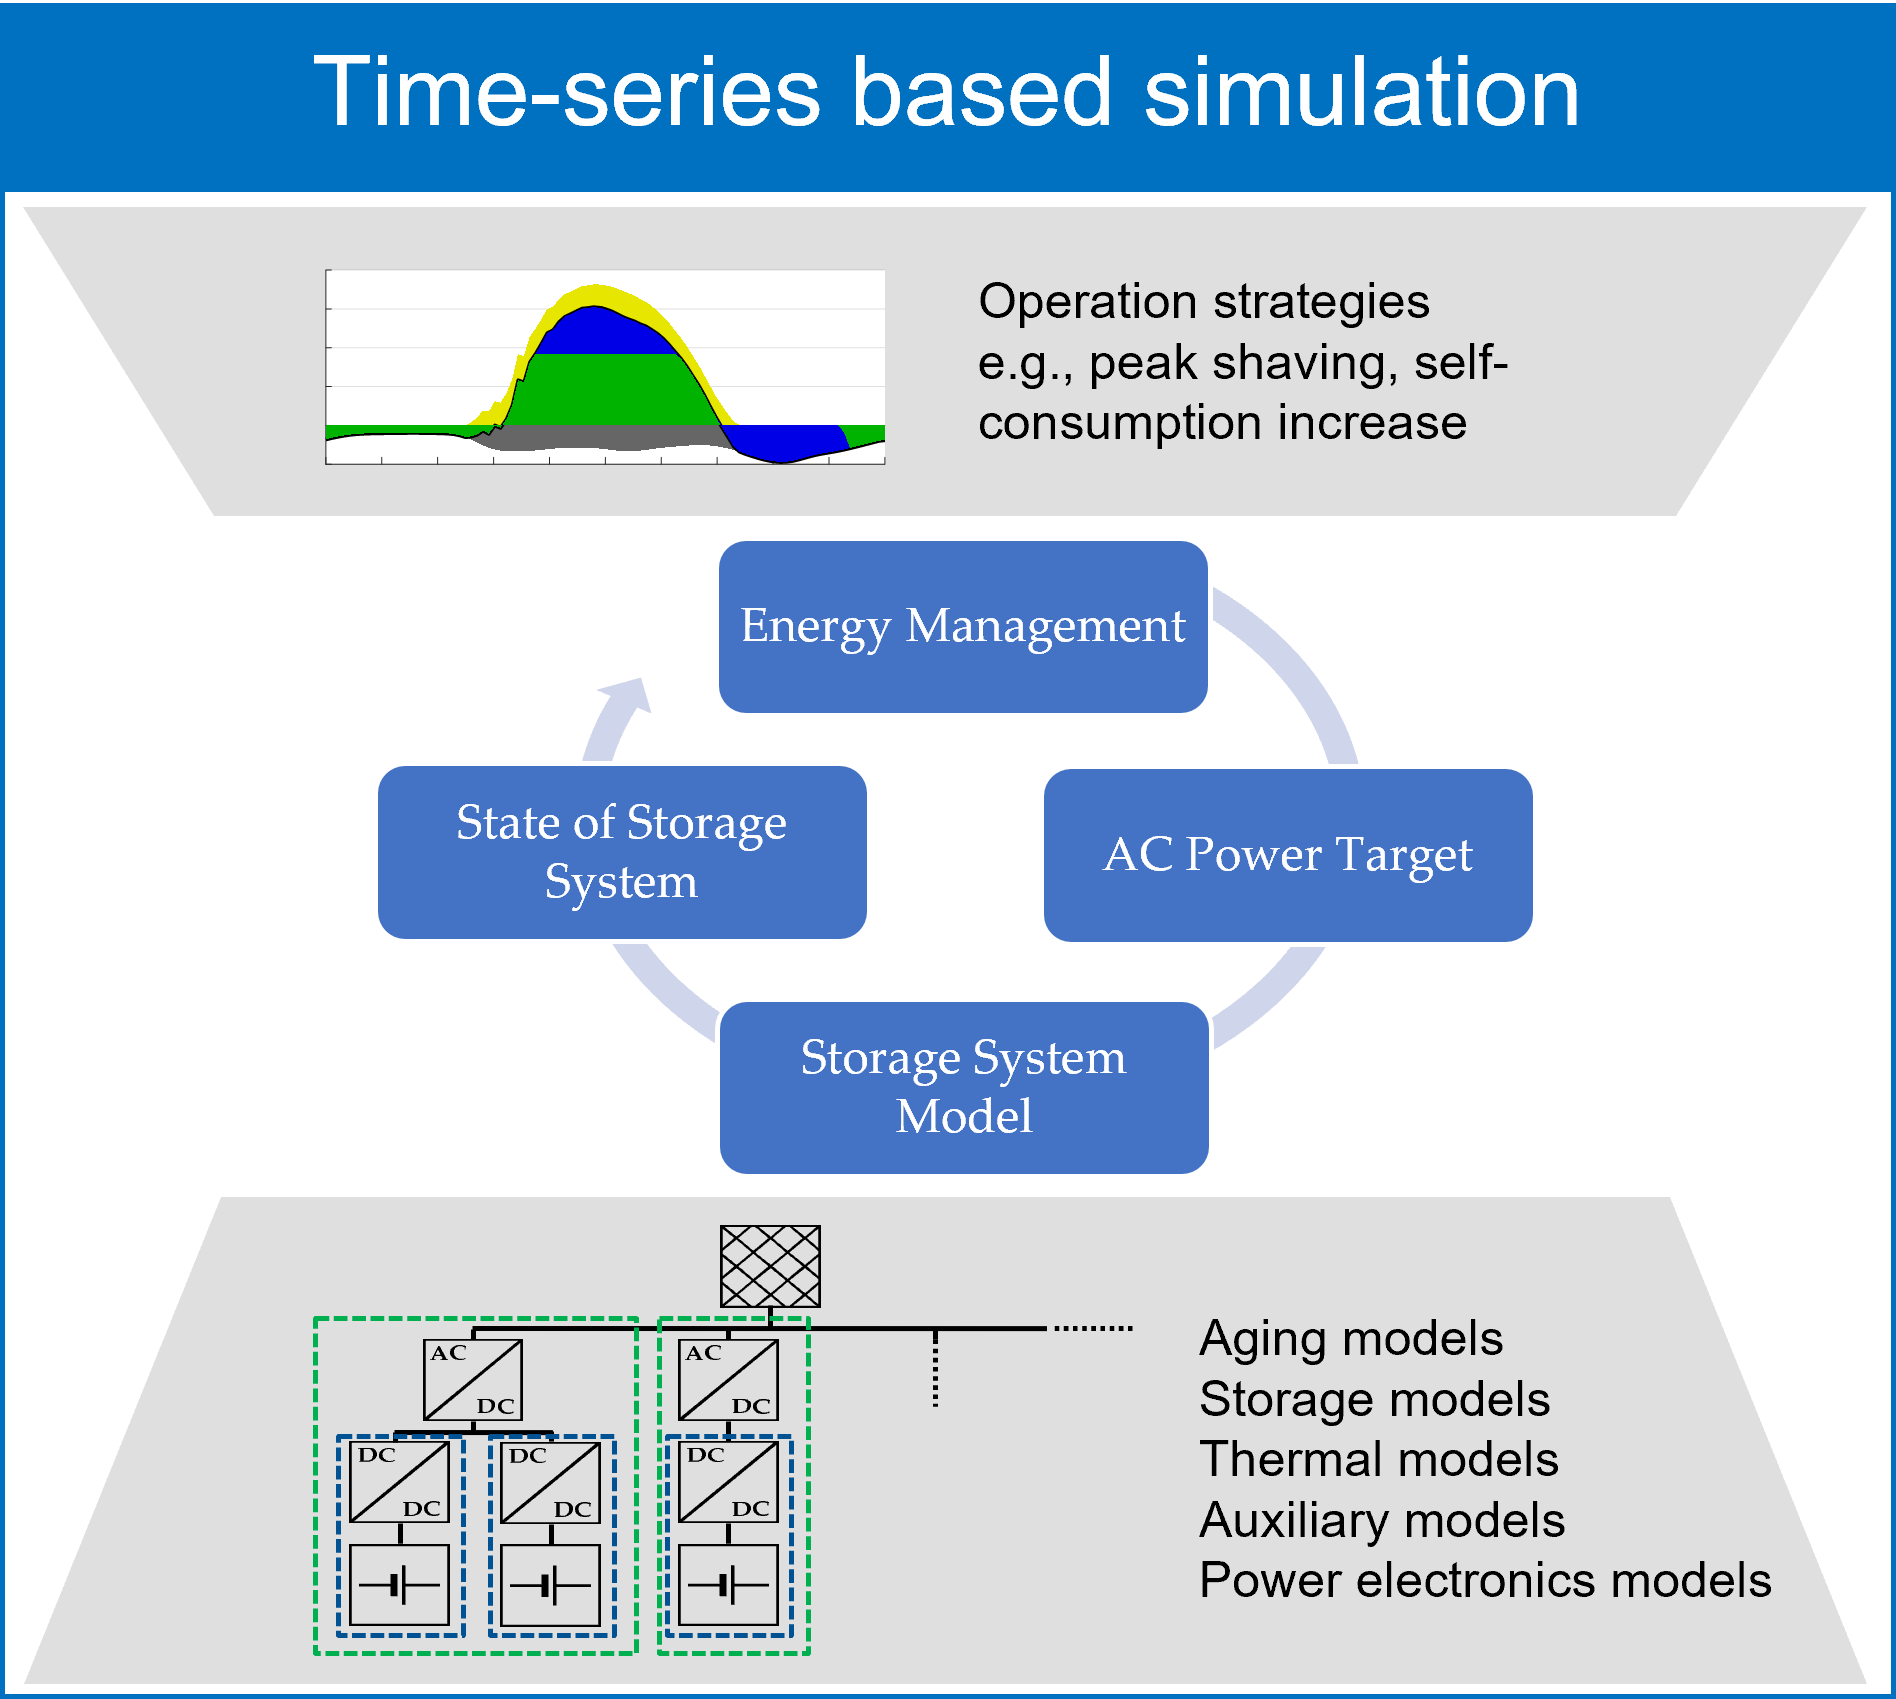 Time-series based simulation
Operation strategies
e.g., peak shaving, self-
consumption increase
Energy Management
State of Storage
System
AC Power Target
Storage System
Model
AC
DC
AC
DC
DC
DC
DC
DC
DC
DC
Aging models
Storage models
Thermal models
Auxiliary models
Power electronics models